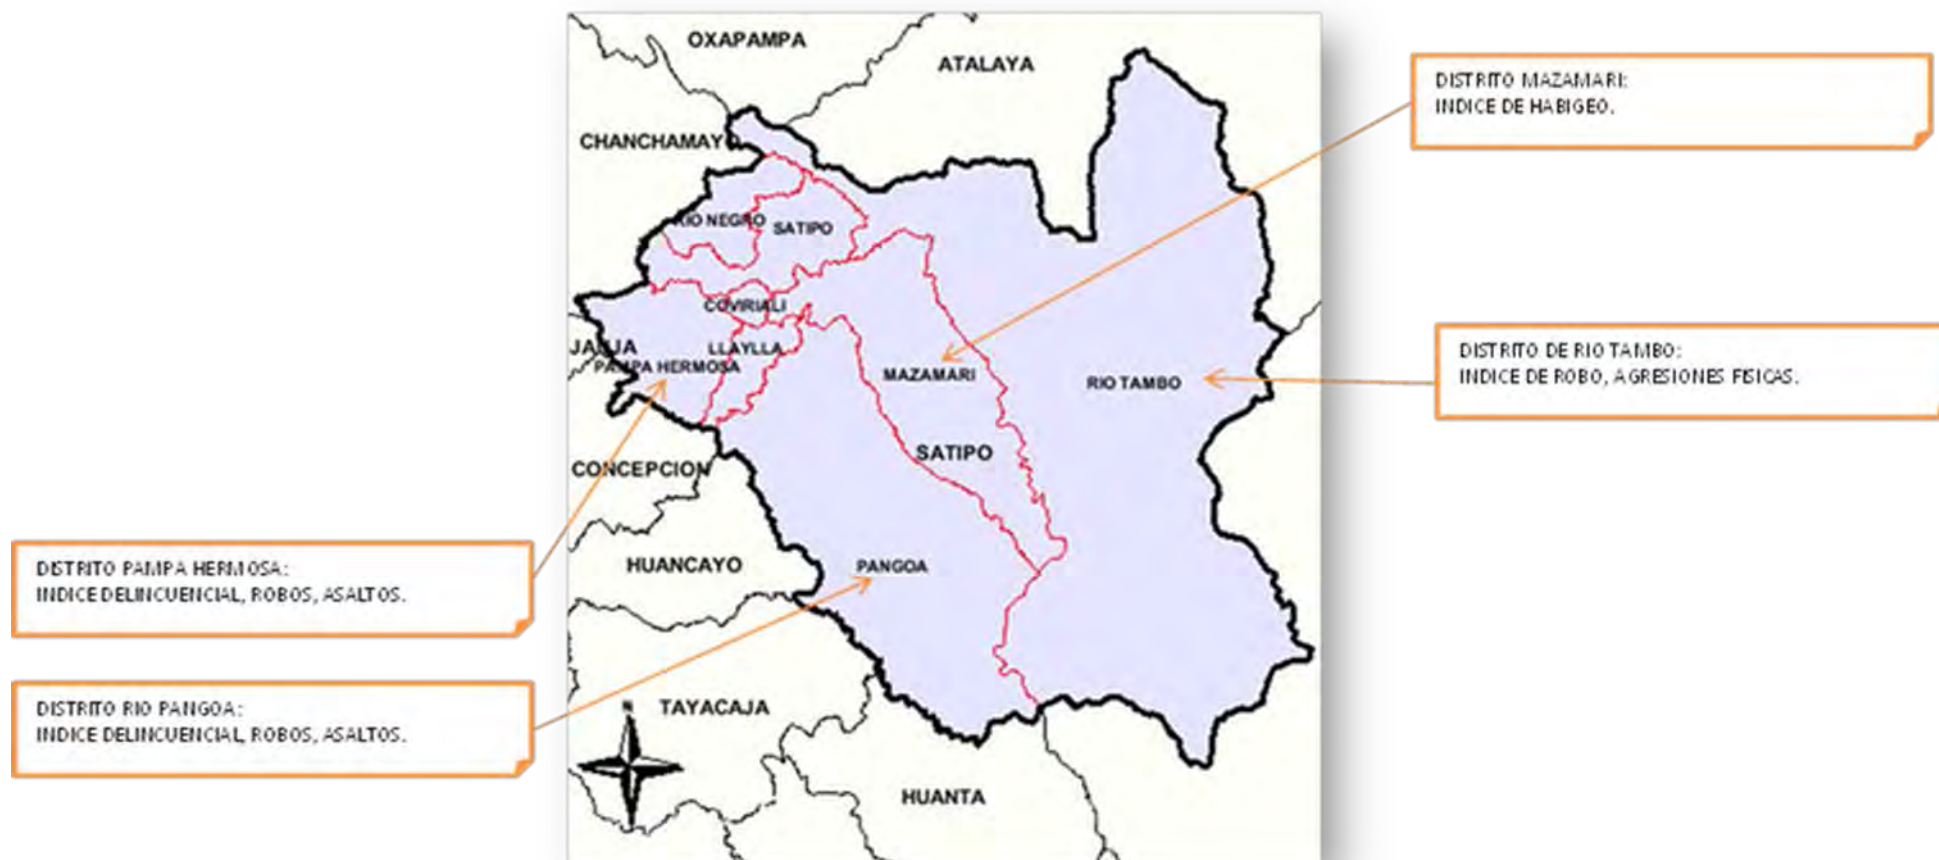 OXAPAMPA
ATALAYA
DISTRITO MAZAMARI:
INDICE DE HABIGEO.
CHANCHAMAYO
RIO NEGRO
SATIPO
COVIRIALI
JAUJA
LLAYLLA
PAMPA HERMOSA
MAZAMARI
RIO TAMBO
DISTRITO DE RIO TAMBO:
INDICE DE ROBO, AGRESIONES FISICAS.
SATIPO
CONCEPCION
HUANCAYO
PANGOA
DISTRITO PAMPA HERMOSA:
INDICE DELINCUENCIAL, ROBOS, ASALTOS.
DISTRITO RIO PANGOA:
INDICE DELINCUENCIAL, ROBOS, ASALTOS.
N
TAYACAJA
HUANTA